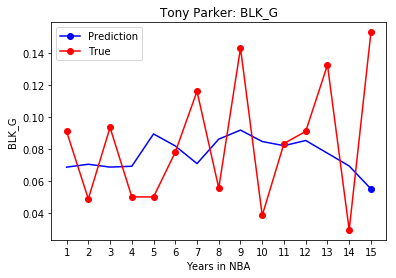 Tony Parker: BLK_G
Prediction
True
BLK_G
0.14
0.12
0.10
0.08
0.06
0.04
1 2 3 4 5 6 7 8 9 10 11 12 13 14 15
Years in NBA